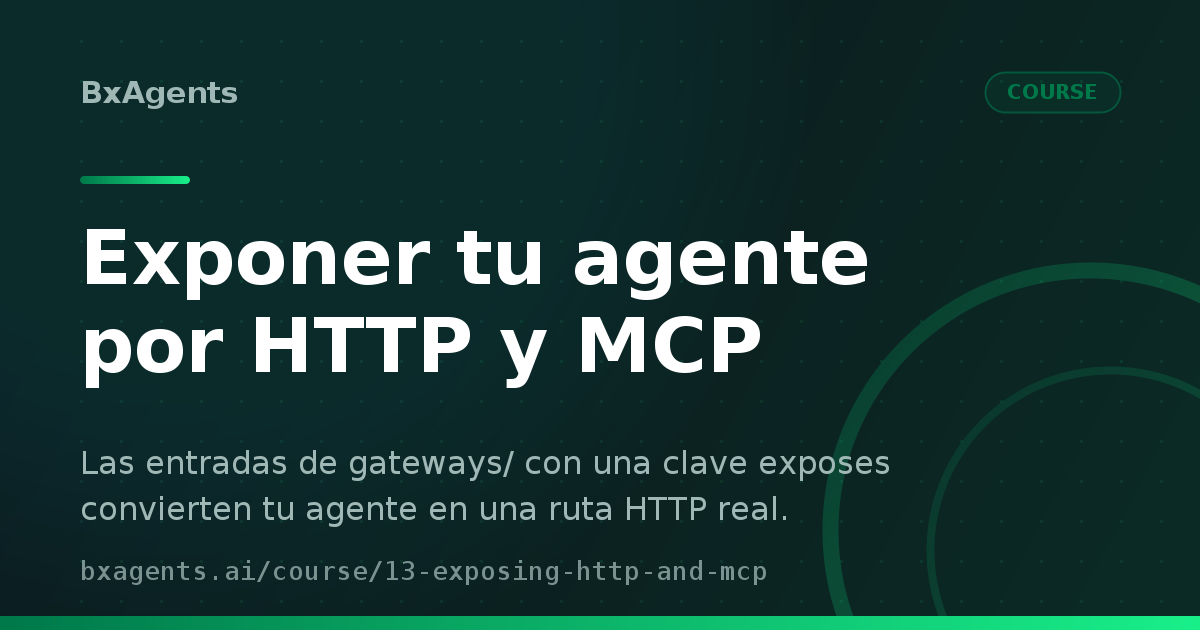 BxAgents
COURSE
Exponer tu agente
por HTTP y MCP
Las entradas de gateways/ con una clave exposes
convierten tu agente en una ruta HTTP real.
bxagents.ai/course/13-exposing-http-and-mcp